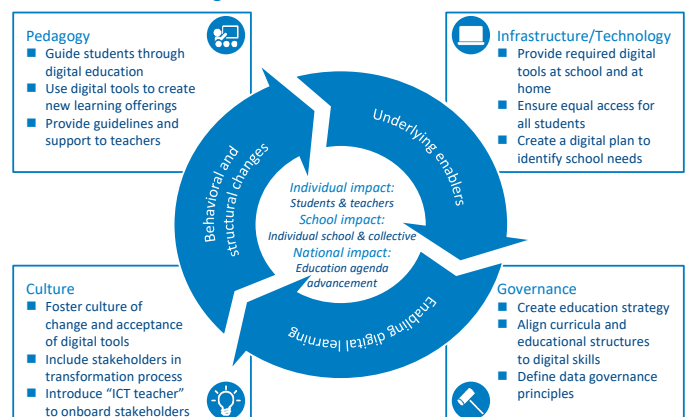 Pedagogy
■ Guide students through
digital education
■ Use digital tools to create
new learning offerings
■ Provide guidelines and
support to teachers
Infrastructure/Technology
■ Provide required digital
tools at school and at
home
■ Ensure equal access for
all students
■ Create a digital plan to
identify school needs
Behavioral and
structural changes
Underlying enablers
Enabling digital learning
Individual impact:
Students & teachers
School impact:
Individual school & collective
National impact:
Education agenda
advancement
Culture
■ Foster culture of
change and acceptance
of digital tools
■ Include stakeholders in
transformation process
■ Introduce “ICT teacher”
to onboard stakeholders
Governance
■ Create education strategy
■ Align curricula and
educational structures
to digital skills
■ Define data governance
principles